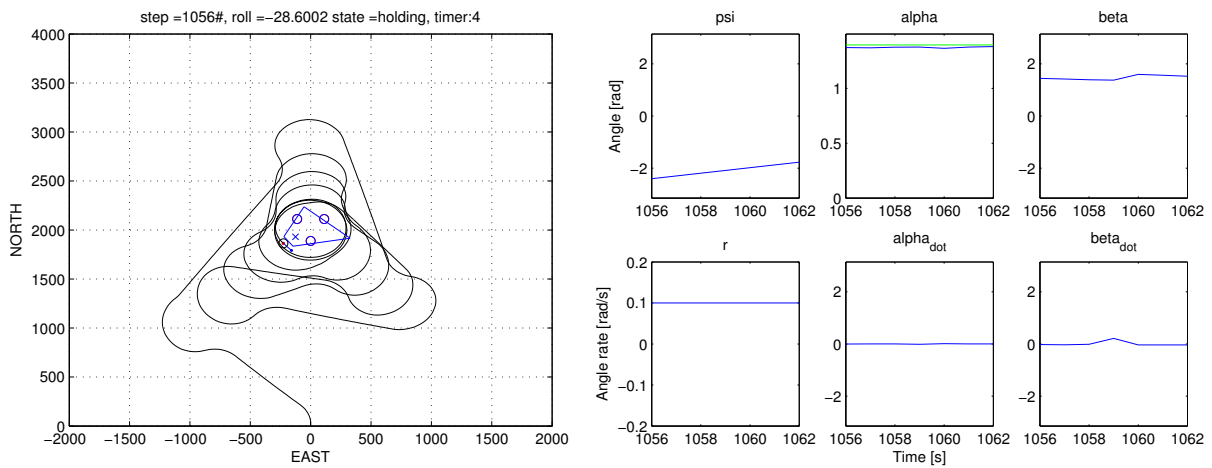 step =1056#, roll =−28.6002 state =holding, timer:4
4000
3500
3000
2500
2000
1500
1000
500
0
−2000 −1500 −1000 −500 0 500 1000 1500 2000
NORTH
EAST
psi
2
0
−2
1056 1058 1060 1062
Angle [rad]
alpha
1
0.5
0
1056 1058 1060 1062
beta
2
0
−2
1056 1058 1060 1062
r
0.2
0.1
0
−0.1
−0.2
1056 1058 1060 1062
Angle rate [rad/s]
alpha_dot
2
0
−2
1056 1058 1060 1062
Time [s]
beta_dot
2
0
−2
1056 1058 1060 1062